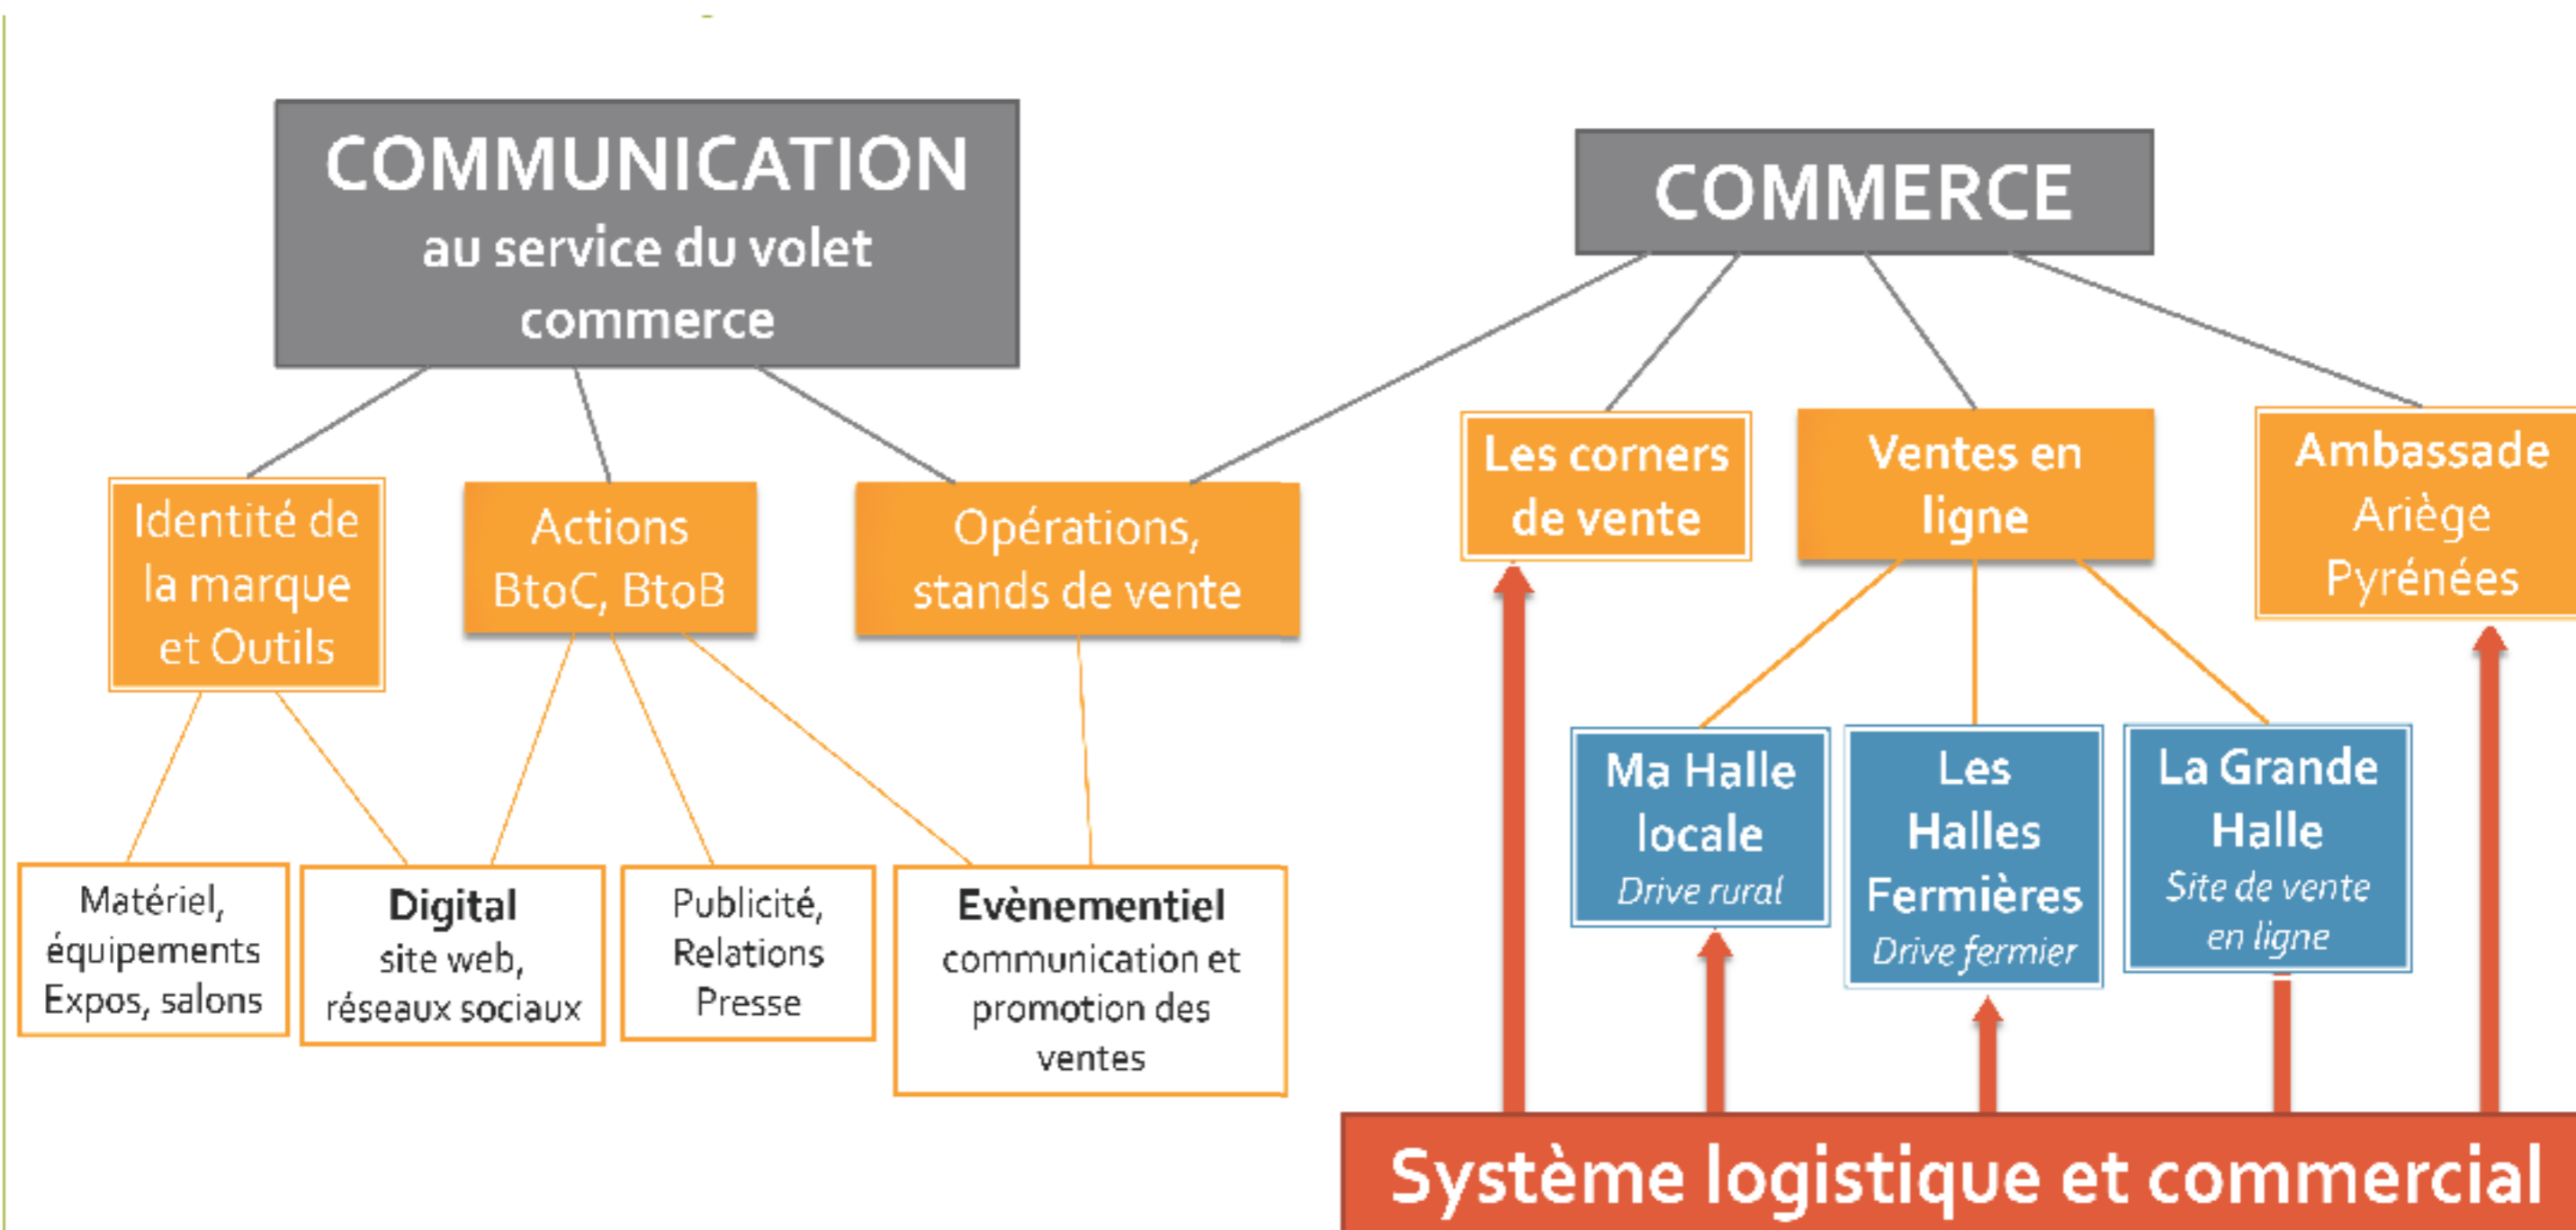 COMMUNICATION
au service du volet
commerce
COMMERCE
Identité de
la marque
et Outils
Actions
BtoC, BtoB
Opérations,
stands de vente
Les corners
de vente
Ventes en
ligne
Ambassade
Ariège
Pyrénées
Matériel,
équipements
Expos, salons
Digital
site web,
réseaux sociaux
Publicité,
Relations
Presse
Evènementiel
communication et
promotion des
ventes
Ma Halle
locale
Drive rural
Les
Halles
Fermières
Drive fermier
La Grande
Halle
Site de vente
en ligne
Système logistique et commercial